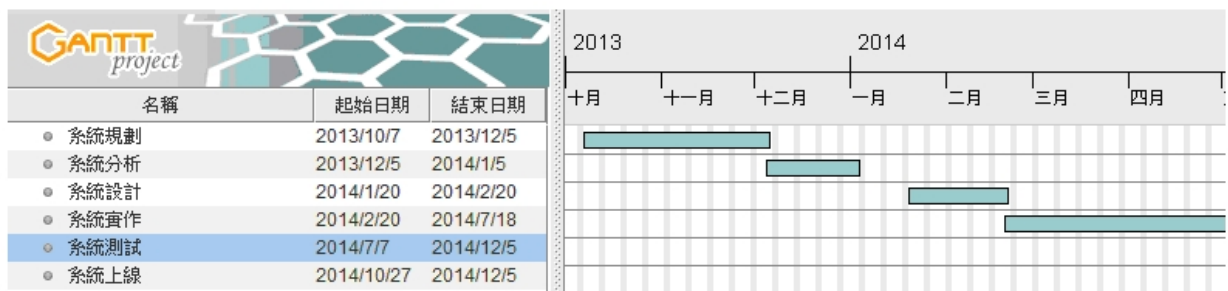 GANTT
project
2013 2014
十月 十一月 十二月 一月 二月 三月 四月
名稱 起始日期 結束日期
系統規劃 2013/10/7 2013/12/5
系統分析 2013/12/5 2014/1/5
系統設計 2014/1/20 2014/2/20
系統實作 2014/2/20 2014/7/18
系統測試 2014/7/7 2014/12/5
系統上線 2014/10/27 2014/12/5